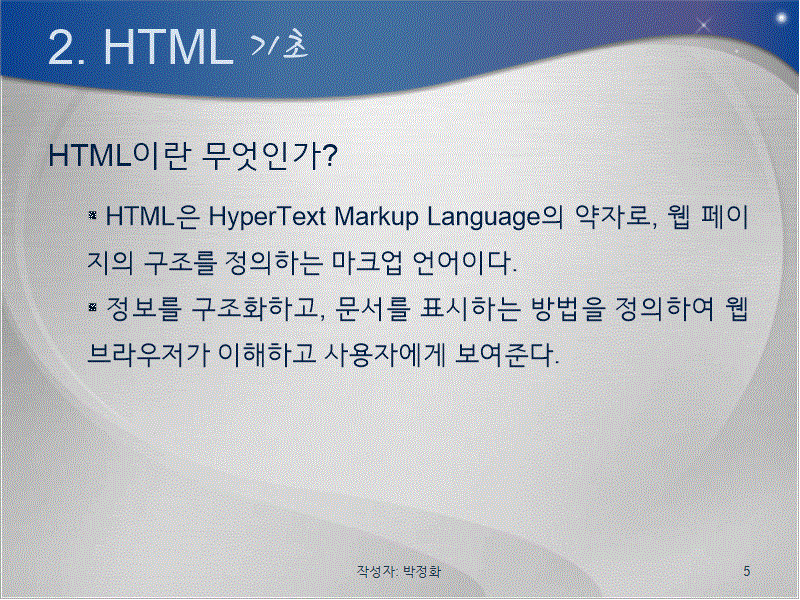 2. HTML 기초
HTML이란 무엇인가?
HTML은 HyperText Markup Language의 약자로, 웹 페이
지의 구조를 정의하는 마크업 언어이다.
정보를 구조화하고, 문서를 표시하는 방법을 정의하여 웹
브라우저가 이해하고 사용자에게 보여준다.
작성자: 박정화
5